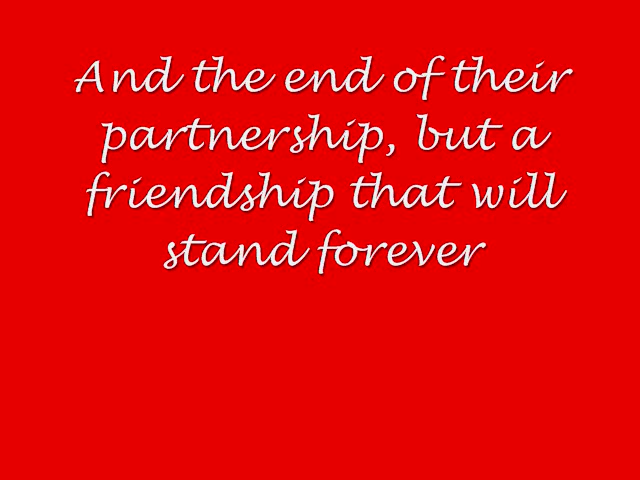 And the end of their
partnership, but a
friendship that will
stand forever